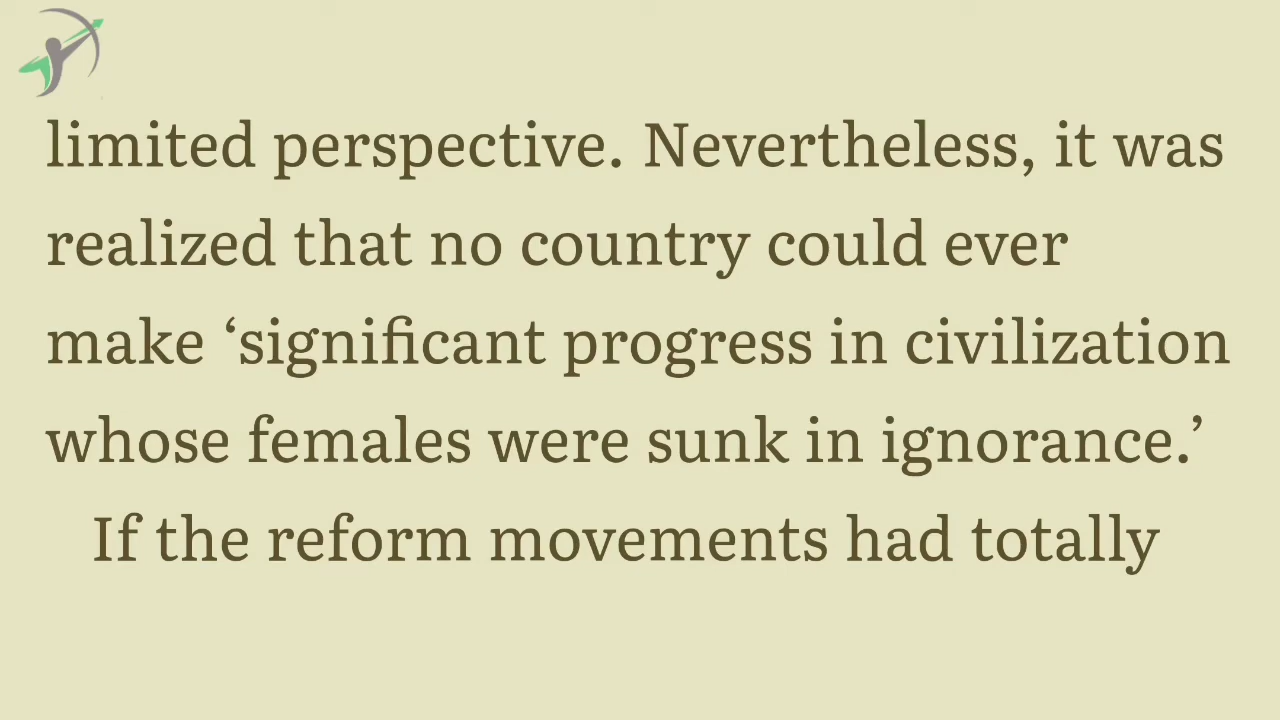 limited perspective. Nevertheless, it was
realized that no country could ever
make ‘significant progress in civilization
whose females were sunk in ignorance.’
If the reform movements had totally